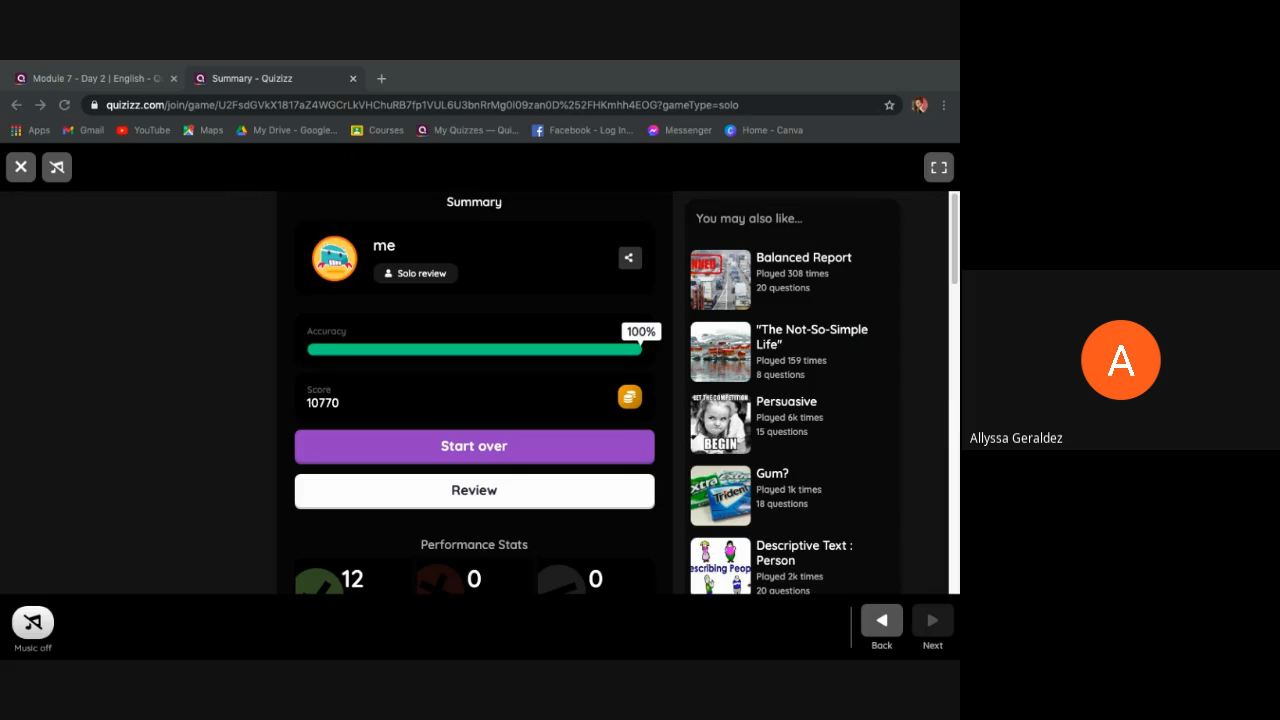 Module 7 - Day 2 | English - Q
Summary - Quizizz
quizizz.com/join/game/U2FsdGVkX1817aZ4WGCrLkVHChuRB7fp1VUL6U3bnRrMg0l09zan0D%252FHKmhh4EOG?gameType=solo
Apps Gmail YouTube Maps My Drive - Google... Courses My Quizzes — Qui... Facebook - Log In... Messenger Home - Canva
Summary
me
Solo review
Accuracy
100%
Score
10770
Start over
Review
Performance Stats
12 0 0
You may also like...
Balanced Report
Played 308 times
20 questions
"The Not-So-Simple
Life"
Played 159 times
8 questions
BEGIN
Persuasive
Played 6k times
15 questions
xtra
Trident
Gum?
Played 1k times
18 questions
escribing People
Descriptive Text :
Person
Played 2k times
20 questions
Music off
Back
Next
A
Allyssa Geraldez